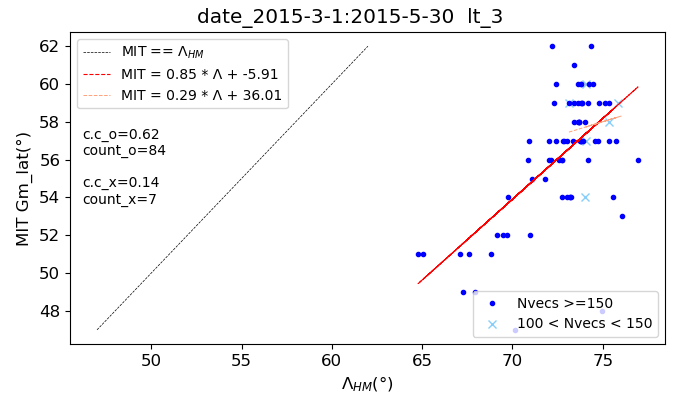 date_2015-3-1:2015-5-30  lt_3
MIT == Λ_HM
MIT = 0.85 * Λ + -5.91
MIT = 0.29 * Λ + 36.01
c.c_o=0.62
count_o=84
c.c_x=0.14
count_x=7
MIT Gm_lat(°)
62
60
58
56
54
52
50
48
Nvecs >=150
100 < Nvecs < 150
50 55 60 65 70 75
Λ_HM(°)